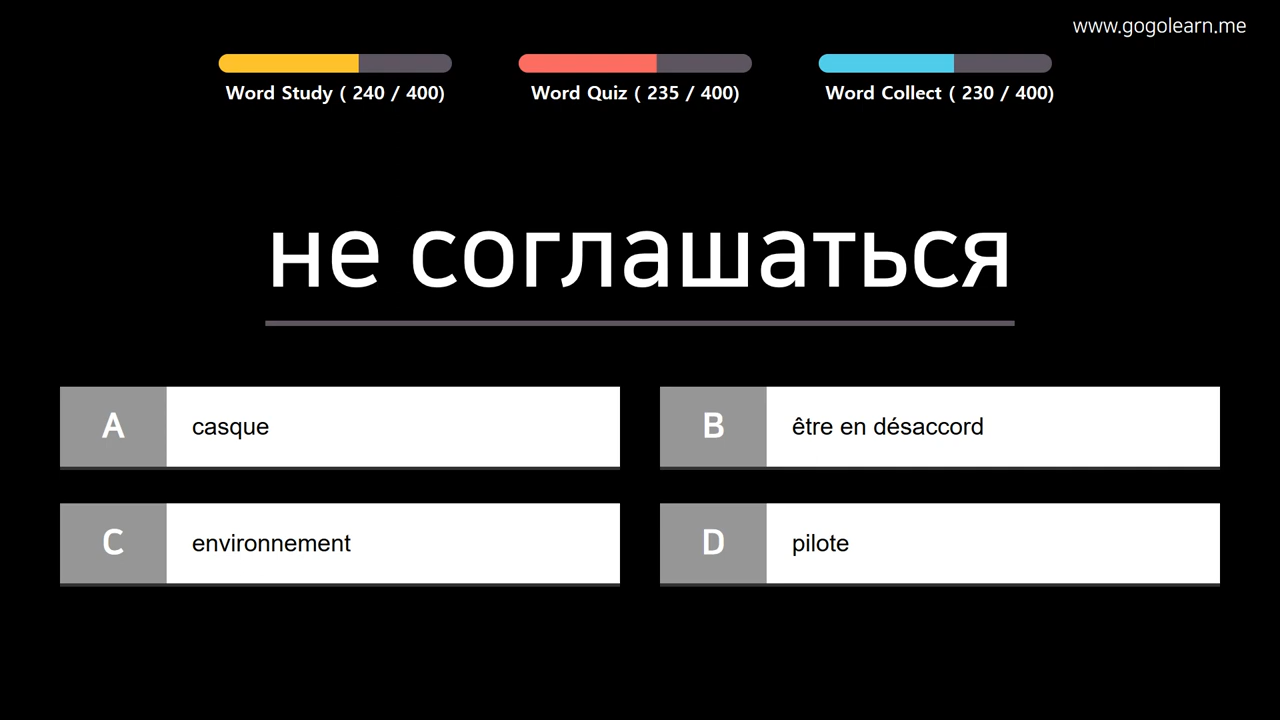 www.gogolearn.me
Word Study ( 240 / 400)
Word Quiz ( 235 / 400)
Word Collect ( 230 / 400)
не соглашаться
A
casque
B
être en désaccord
C
environnement
D
pilote